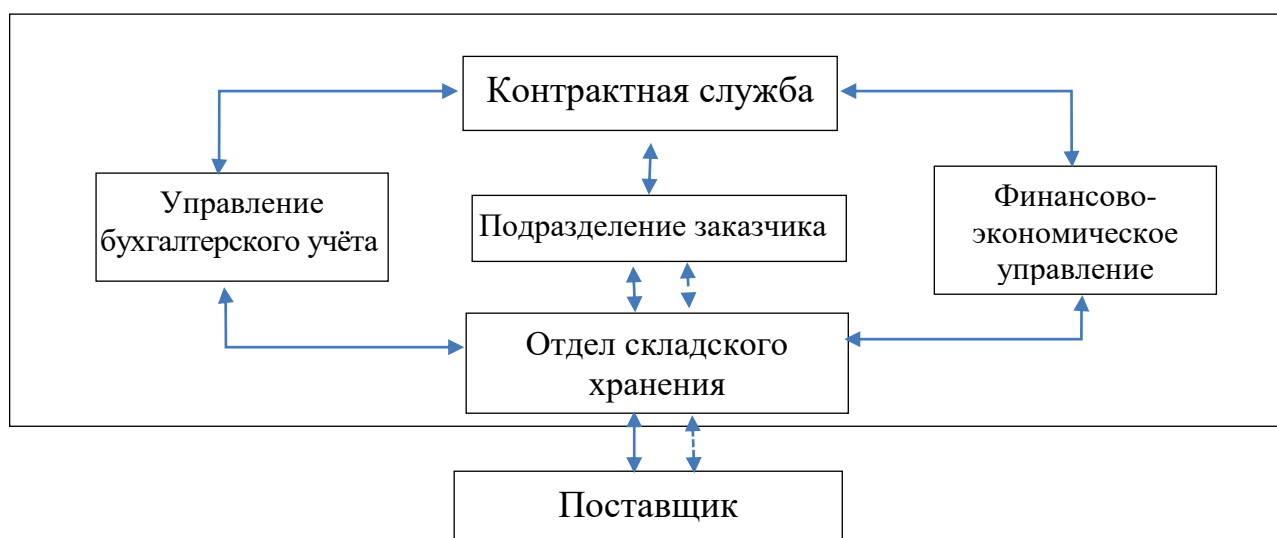 Контрактная служба
Управление
бухгалтерского учёта
Подразделение заказчика
Финансово-
экономическое
управление
Отдел складского
хранения
Поставщик